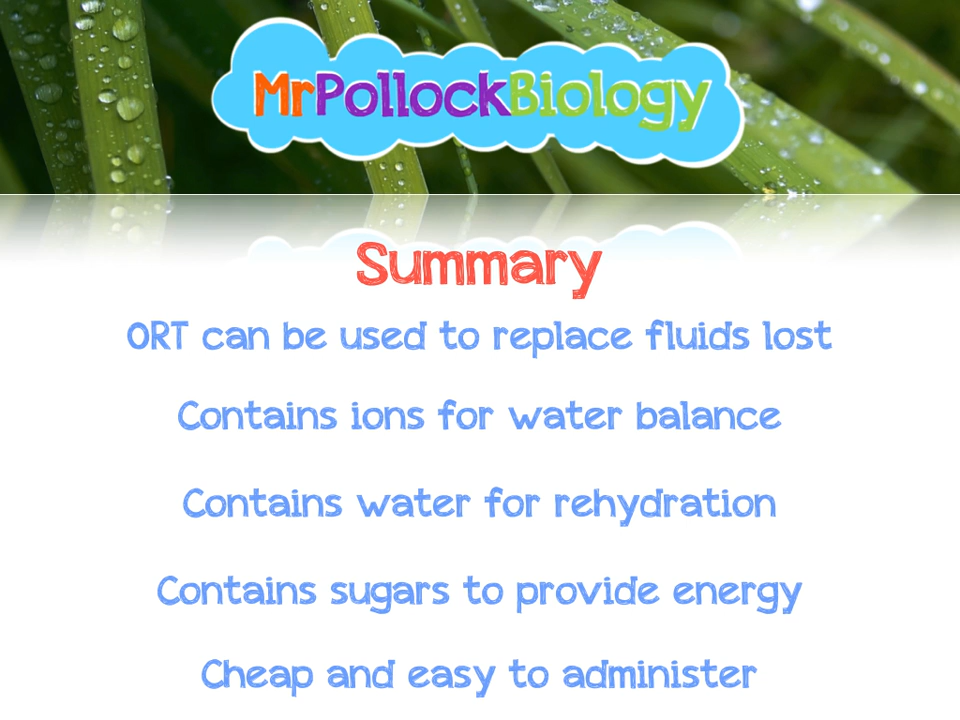 MrPollockBiology
Summary
ORT can be used to replace fluids lost
Contains ions for water balance
Contains water for rehydration
Contains sugars to provide energy
Cheap and easy to administer